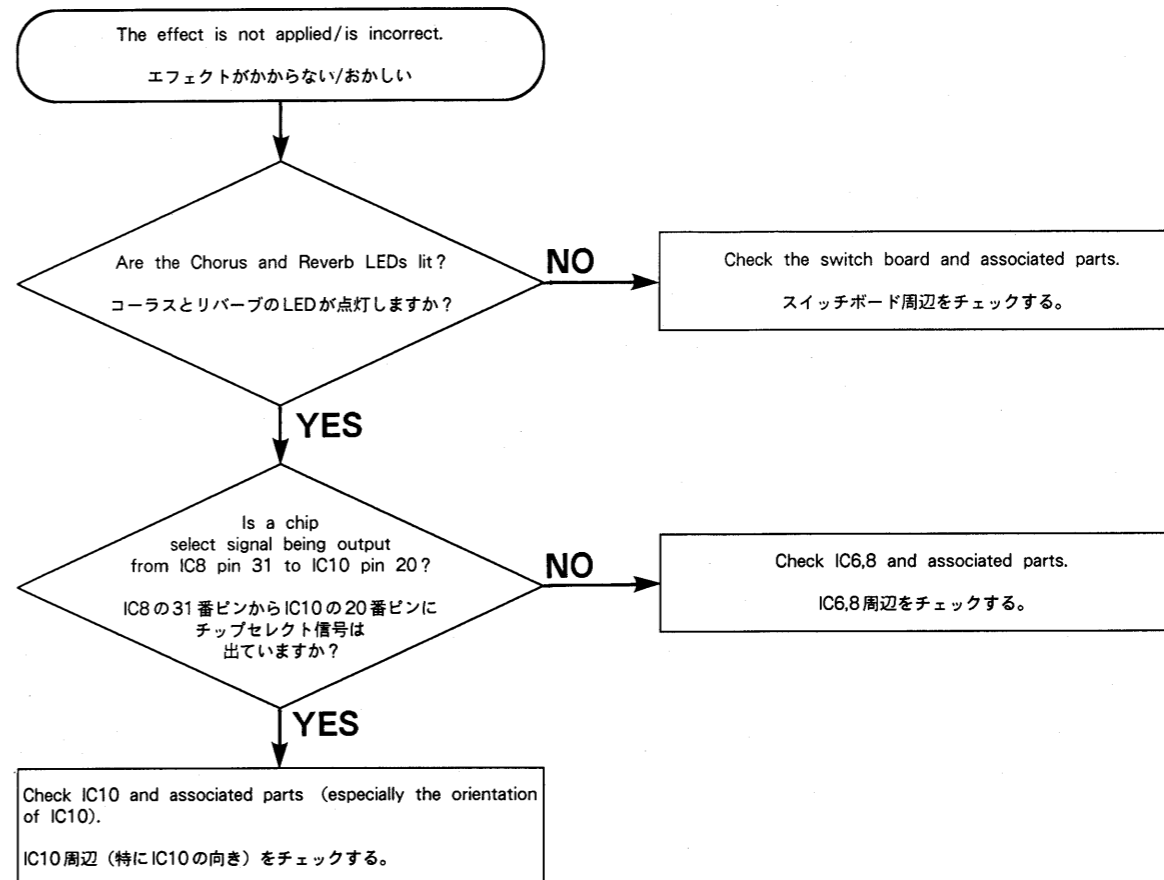 The effect is not applied/is incorrect.
エフェクトがかからない/おかしい
Are the Chorus and Reverb LEDs lit?
コーラスとリバーブのLEDが点灯しますか?
NO
Check the switch board and associated parts.
スイッチボード周辺をチェックする。
YES
Is a chip
select signal being output
from IC8 pin 31 to IC10 pin 20?
IC8の31番ピンからIC10の20番ピンに
チップセレクト信号は
出ていますか?
NO
Check IC6,8 and associated parts.
IC6,8周辺をチェックする。
YES
Check IC10 and associated parts (especially the orientation
of IC10).
IC10周辺(特にIC10の向き)をチェックする。